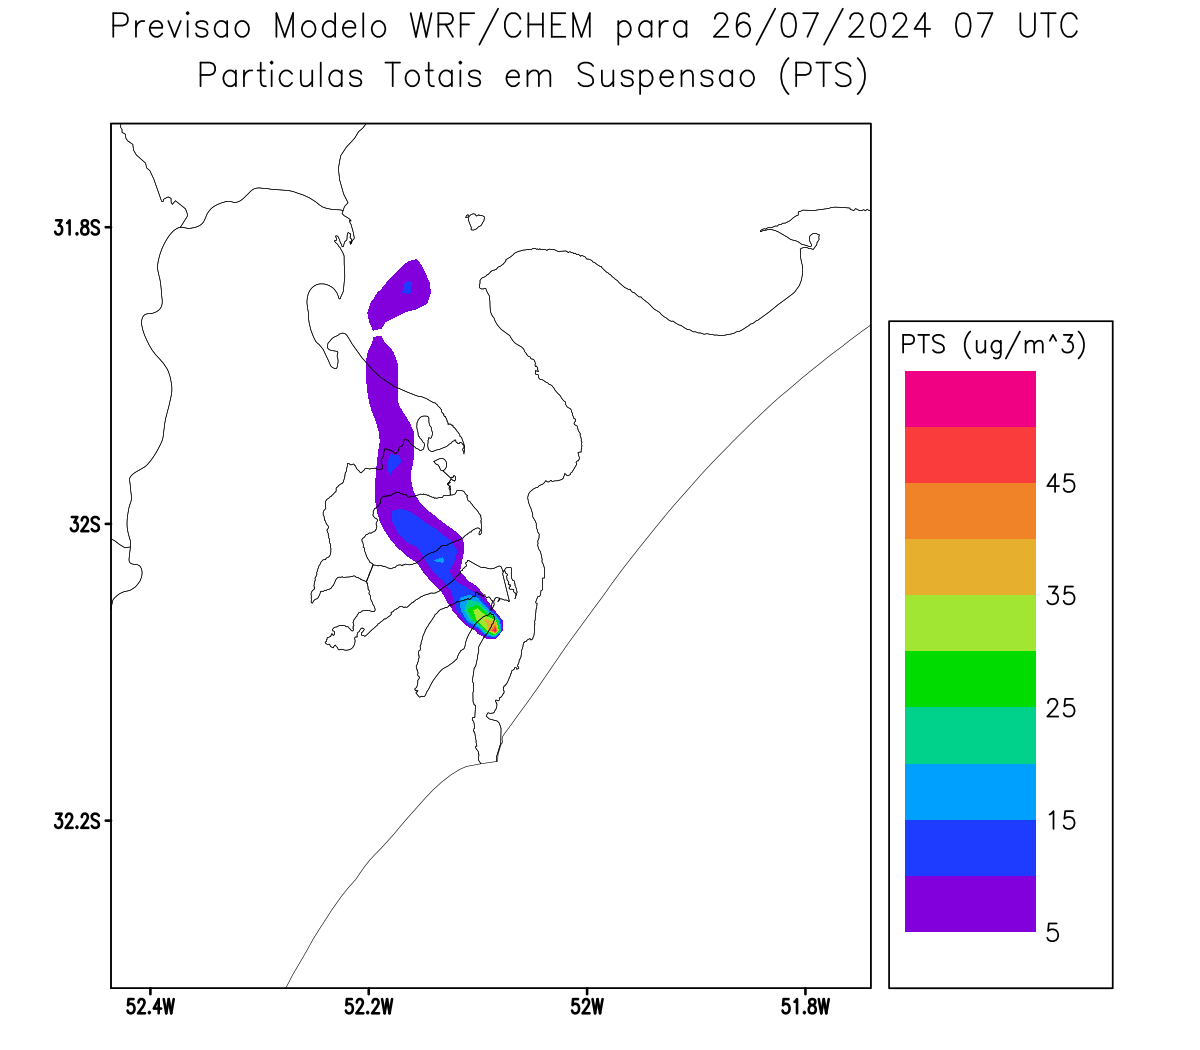 Previsao Modelo WRF/CHEM para 26/07/2024 07 UTC
Particulas Totais em Suspensao (PTS)
31.8S
32S
32.2S
52.4W
52.2W
52W
51.8W
PTS (ug/m^3)
45
35
25
15
5